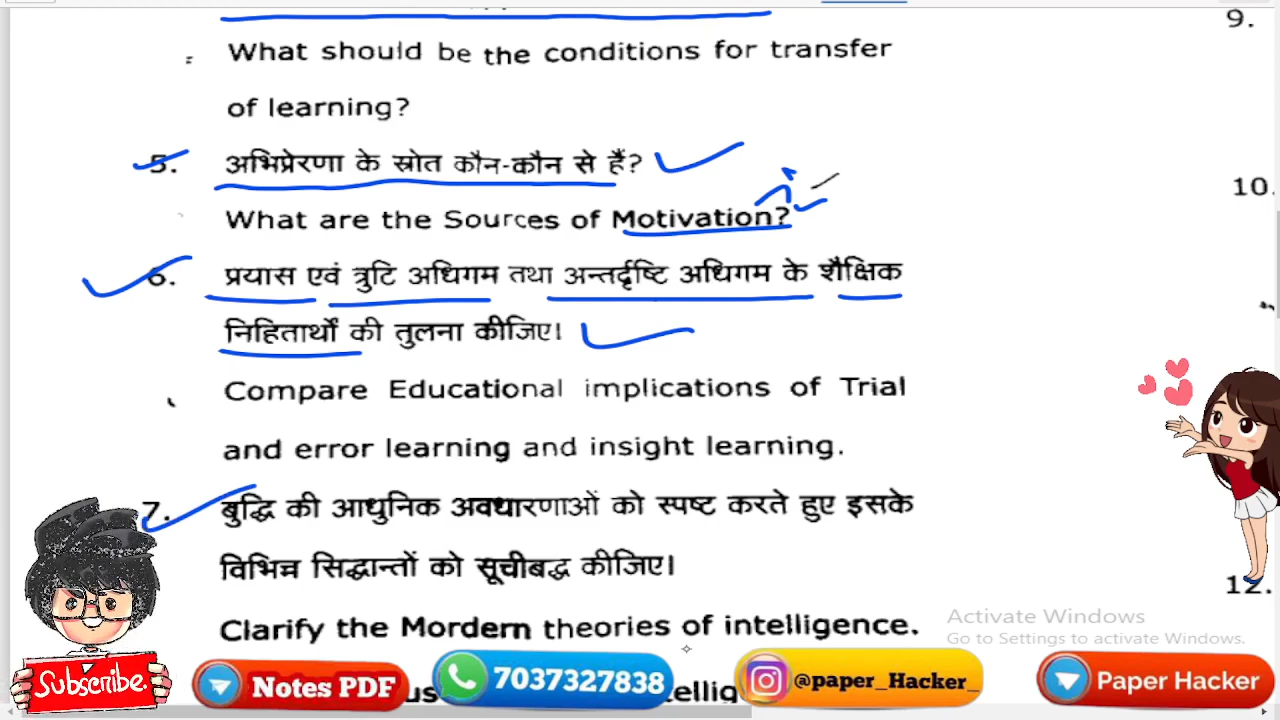 9.
What should be the conditions for transfer
of learning?
5. अभिप्रेरणा के स्रोत कौन-कौन से हैं?
10.
What are the Sources of Motivation?
6. प्रयास एवं त्रुटि अधिगम तथा अन्तर्दृष्टि अधिगम के शैक्षिक
निहितार्थों की तुलना कीजिए।
Compare Educational implications of Trial
and error learning and insight learning.
7. बुद्धि की आधुनिक अवधारणाओं को स्पष्ट करते हुए इसके
विभिन्न सिद्धान्तों को सूचीबद्ध कीजिए।
12.
Clarify the Mordern theories of intelligence.
Activate Windows
Go to Settings to activate Windows.
Subscribe.
Notes PDF
7037327838
@paper_Hacker_
Paper Hacker